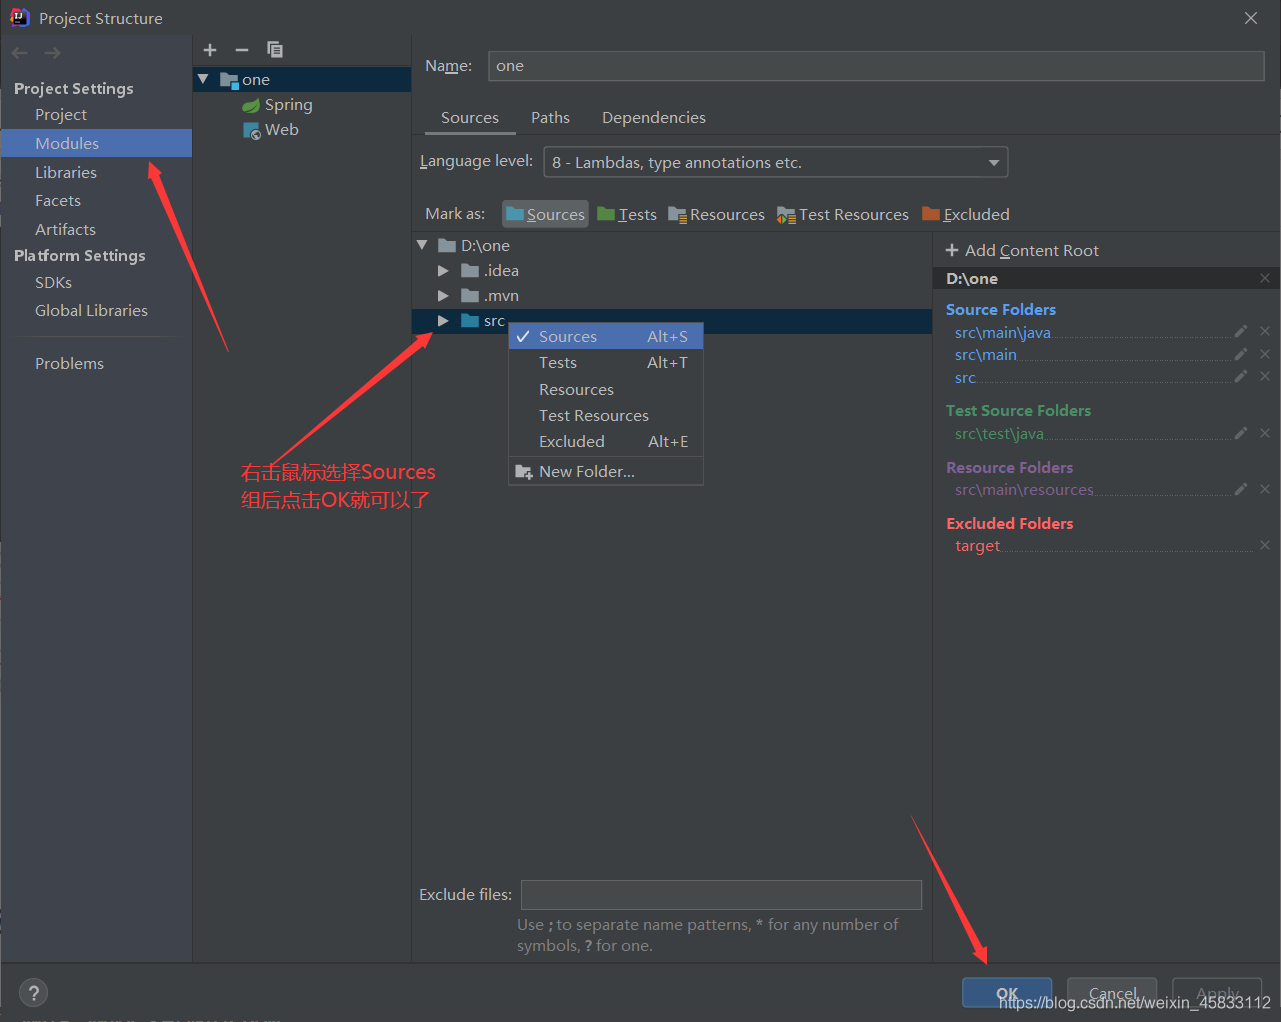 Project Structure
Project Settings
Project
Modules
Libraries
Facets
Artifacts
Platform Settings
SDKs
Global Libraries
Problems
one
Spring
Web
Name: one
Sources Paths Dependencies
Language level: 8 - Lambdas, type annotations etc.
Mark as: Sources Tests Resources Test Resources Excluded
D:\one
.idea
.mvn
src
Sources Alt+S
Tests Alt+T
Resources
Test Resources
Excluded Alt+E
New Folder...
右击鼠标选择Sources
组后点击OK就可以了
+ Add Content Root
D:\one
Source Folders
src\main\java
src\main
src
Test Source Folders
src\test\java
Resource Folders
src\main\resources
Excluded Folders
target
Exclude files:
Use ; to separate name patterns, * for any number of
symbols, ? for one.
?
OK Cancel Apply
https://blog.csdn.net/weixin_45833112